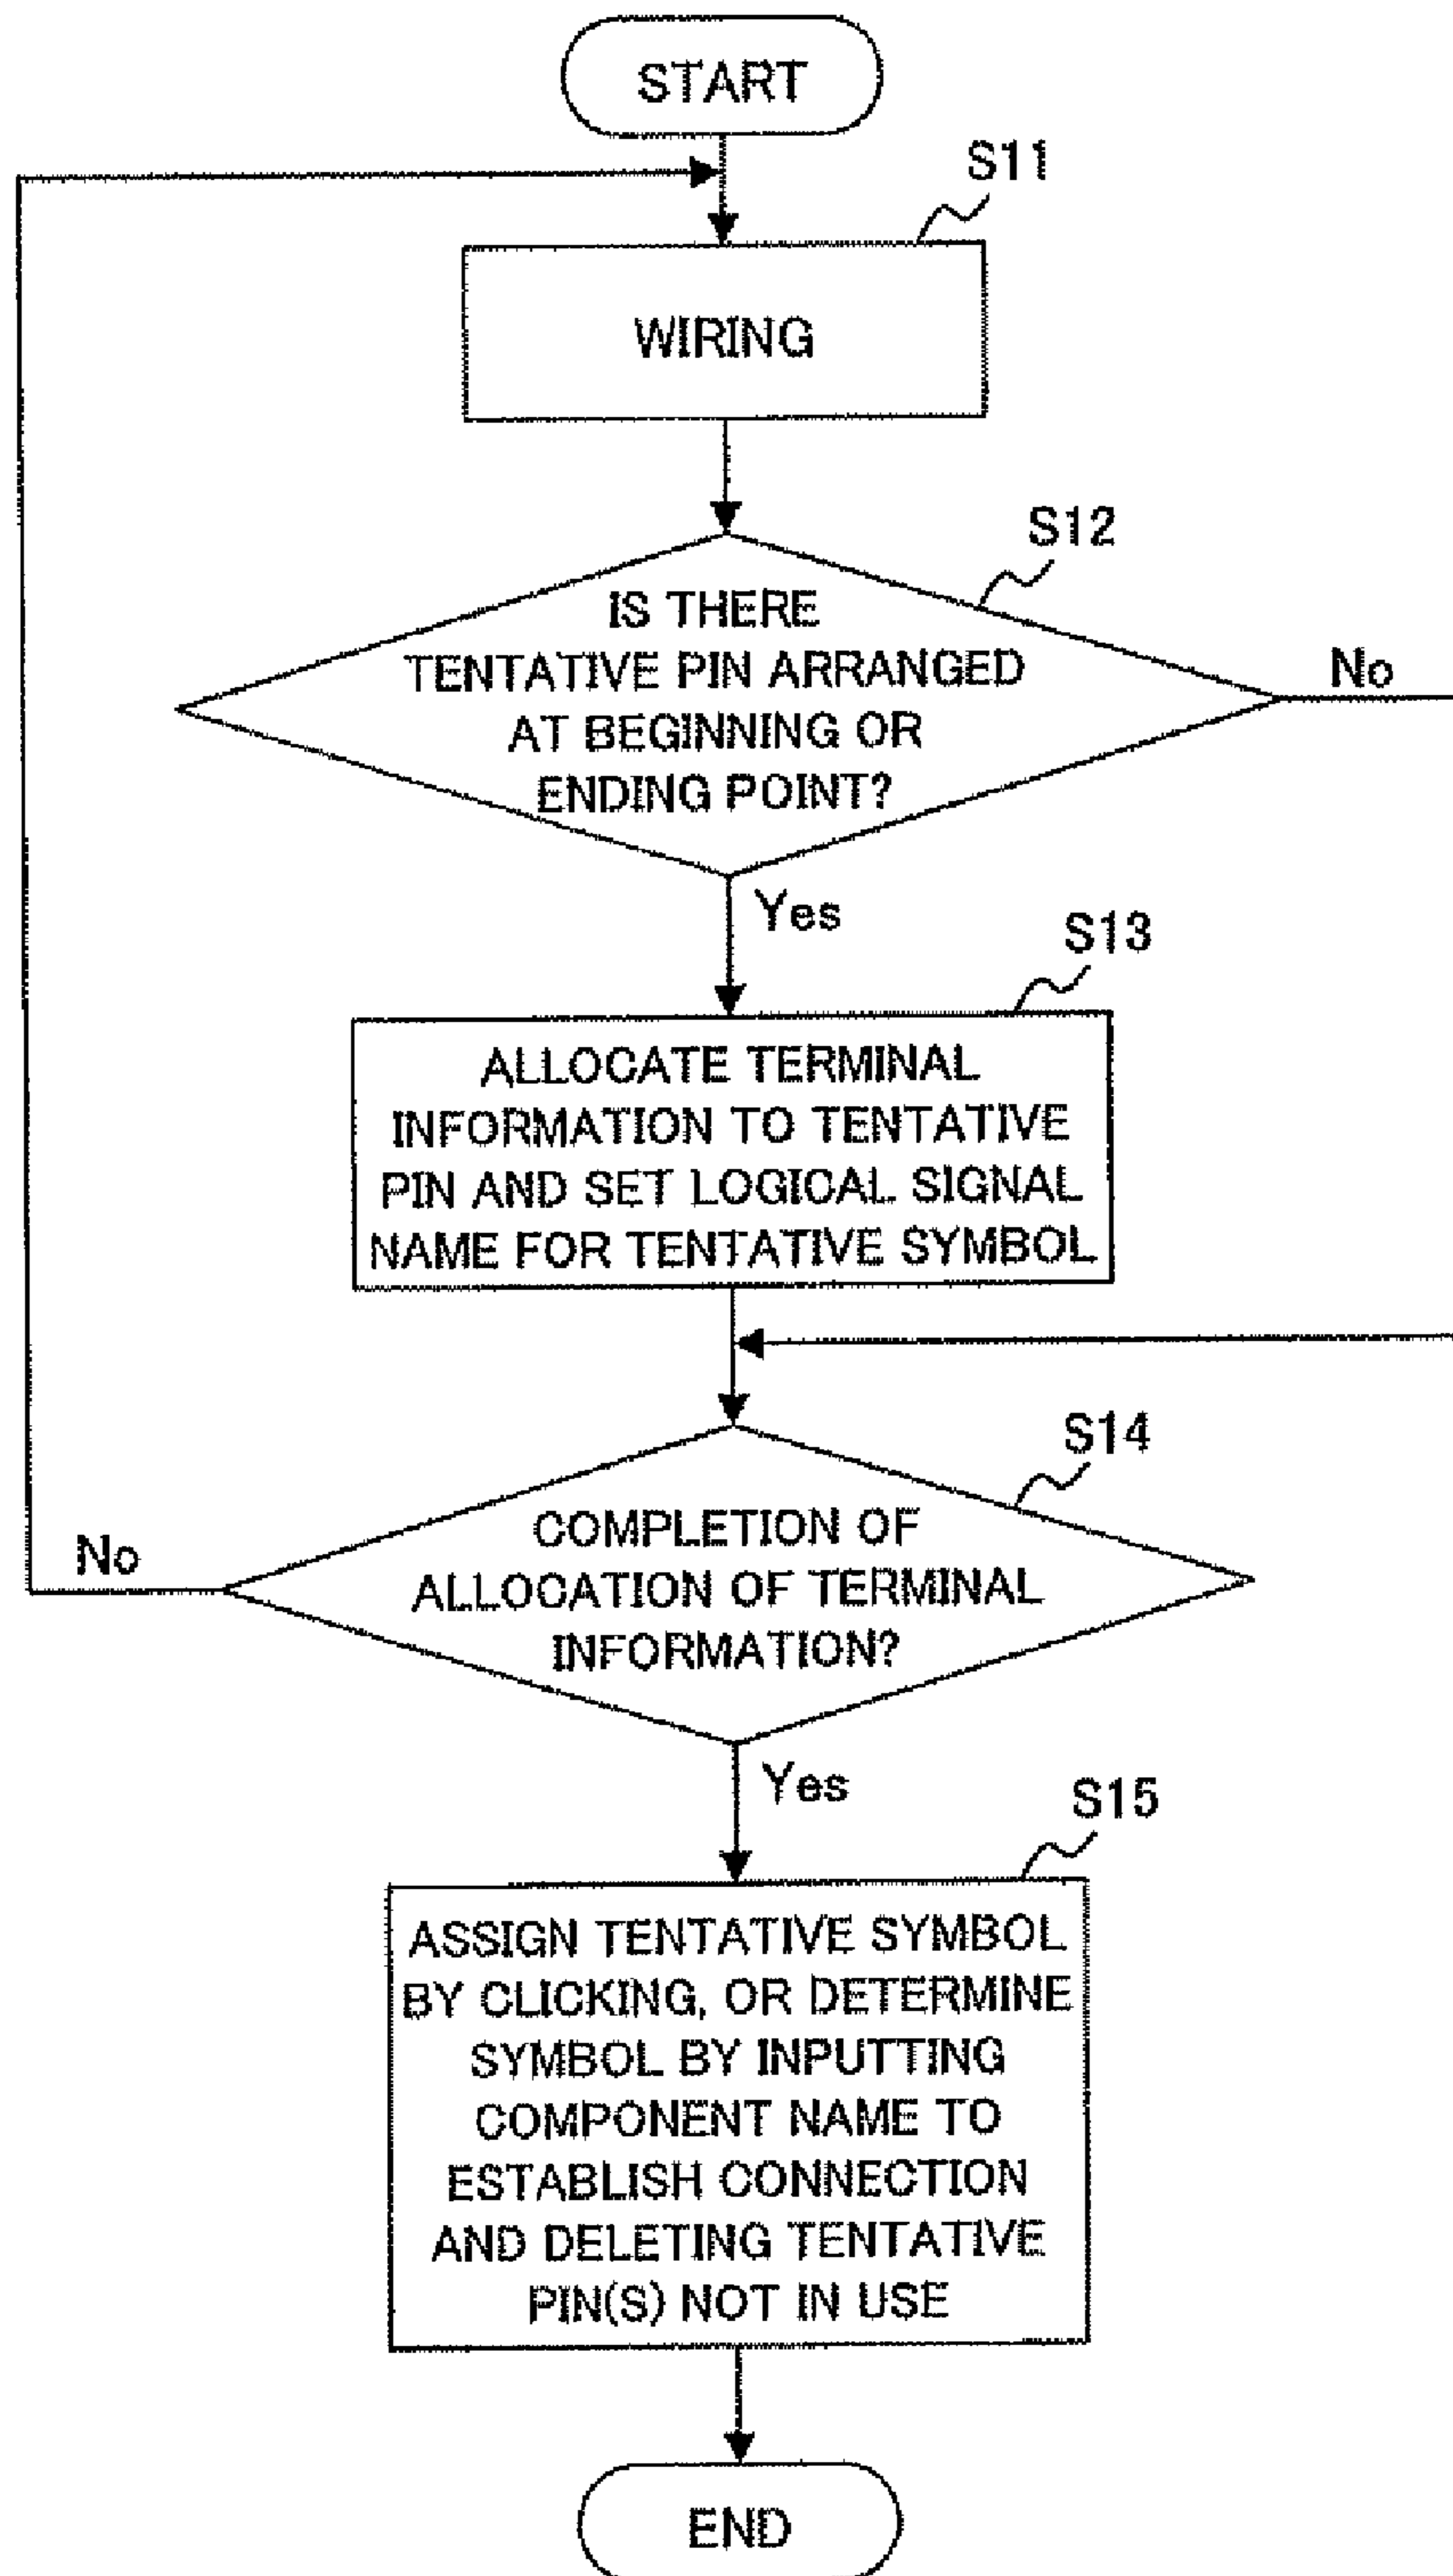 START
S11
WIRING
S12
IS THERE
TENTATIVE PIN ARRANGED
AT BEGINNING OR
ENDING POINT?
No
Yes
S13
ALLOCATE TERMINAL
INFORMATION TO TENTATIVE
PIN AND SET LOGICAL SIGNAL
NAME FOR TENTATIVE SYMBOL
S14
COMPLETION OF
ALLOCATION OF TERMINAL
INFORMATION?
No
Yes
S15
ASSIGN TENTATIVE SYMBOL
BY CLICKING, OR DETERMINE
SYMBOL BY INPUTTING
COMPONENT NAME TO
ESTABLISH CONNECTION
AND DELETING TENTATIVE
PIN(S) NOT IN USE
END